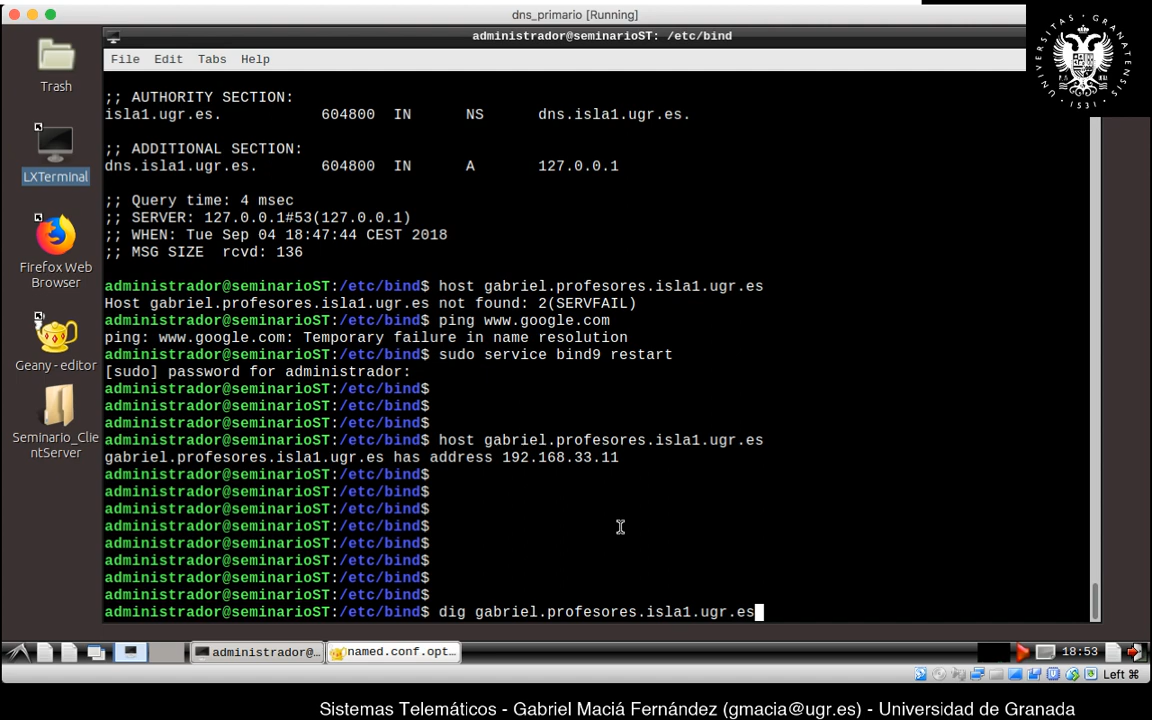 dns_primario [Running]
administrador@seminarioST: /etc/bind
File Edit Tabs Help
;; AUTHORITY SECTION:
isla1.ugr.es. 604800 IN NS dns.isla1.ugr.es.
;; ADDITIONAL SECTION:
dns.isla1.ugr.es. 604800 IN A 127.0.0.1
;; Query time: 4 msec
;; SERVER: 127.0.0.1#53(127.0.0.1)
;; WHEN: Tue Sep 04 18:47:44 CEST 2018
;; MSG SIZE  rcvd: 136
administrador@seminarioST:/etc/bind$ host gabriel.profesores.isla1.ugr.es
Host gabriel.profesores.isla1.ugr.es not found: 2(SERVFAIL)
administrador@seminarioST:/etc/bind$ ping www.google.com
ping: www.google.com: Temporary failure in name resolution
administrador@seminarioST:/etc/bind$ sudo service bind9 restart
[sudo] password for administrador:
administrador@seminarioST:/etc/bind$
administrador@seminarioST:/etc/bind$
administrador@seminarioST:/etc/bind$
administrador@seminarioST:/etc/bind$ host gabriel.profesores.isla1.ugr.es
gabriel.profesores.isla1.ugr.es has address 192.168.33.11
administrador@seminarioST:/etc/bind$
administrador@seminarioST:/etc/bind$
administrador@seminarioST:/etc/bind$
administrador@seminarioST:/etc/bind$
administrador@seminarioST:/etc/bind$
administrador@seminarioST:/etc/bind$
administrador@seminarioST:/etc/bind$
administrador@seminarioST:/etc/bind$
administrador@seminarioST:/etc/bind$ dig gabriel.profesores.isla1.ugr.es
Trash
LXTerminal
Firefox Web
Browser
Geany - editor
Seminario_Clie
ntServer
UNIVERSITAS GRANATENSIS
1531
administrador@...
named.conf.opt...
18:53
Left ⌘
Sistemas Telemáticos - Gabriel Maciá Fernández (gmacia@ugr.es) - Universidad de Granada